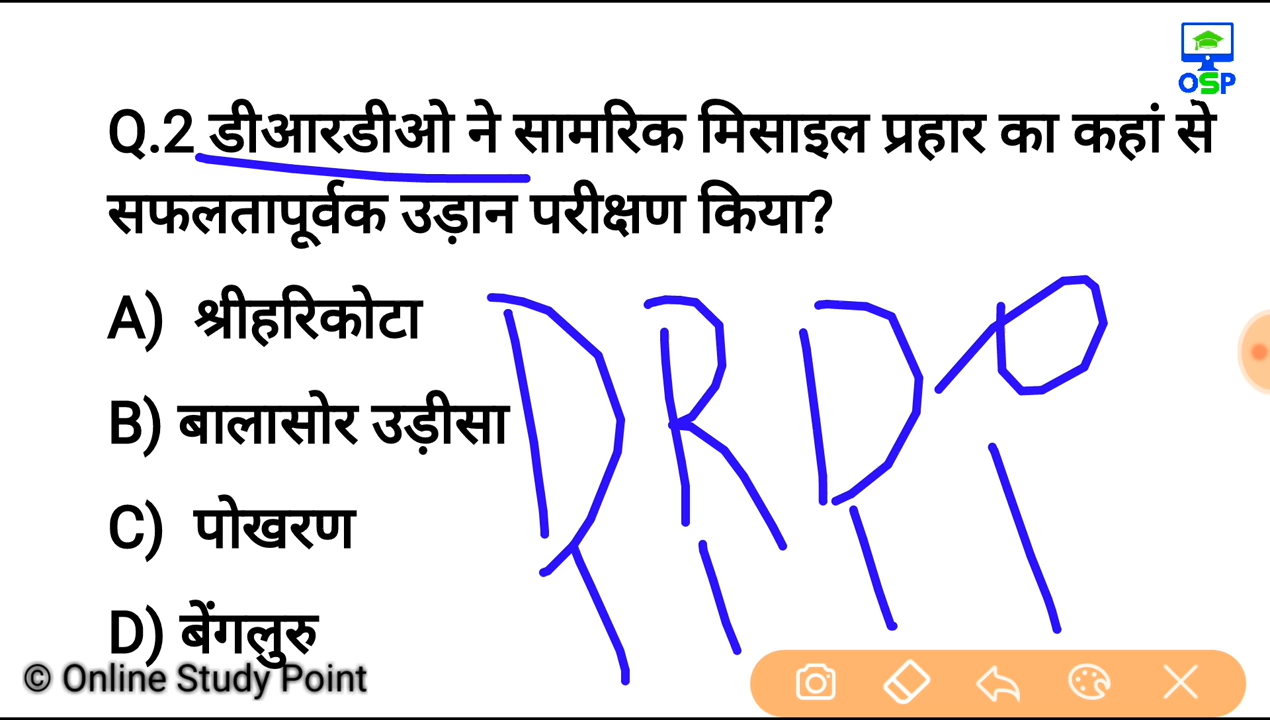 OSP
Q.2 डीआरडीओ ने सामरिक मिसाइल प्रहार का कहां से
सफलतापूर्वक उड़ान परीक्षण किया?
A) श्रीहरिकोटा
B) बालासोर उड़ीसा
C) पोखरण
D) बेंगलुरु
DRDO
© Online Study Point